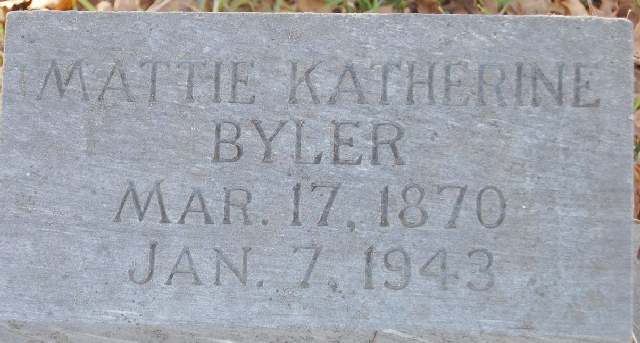 MATTIE KATHERINE
BYLER
MAR. 17, 1870
JAN. 7, 1943